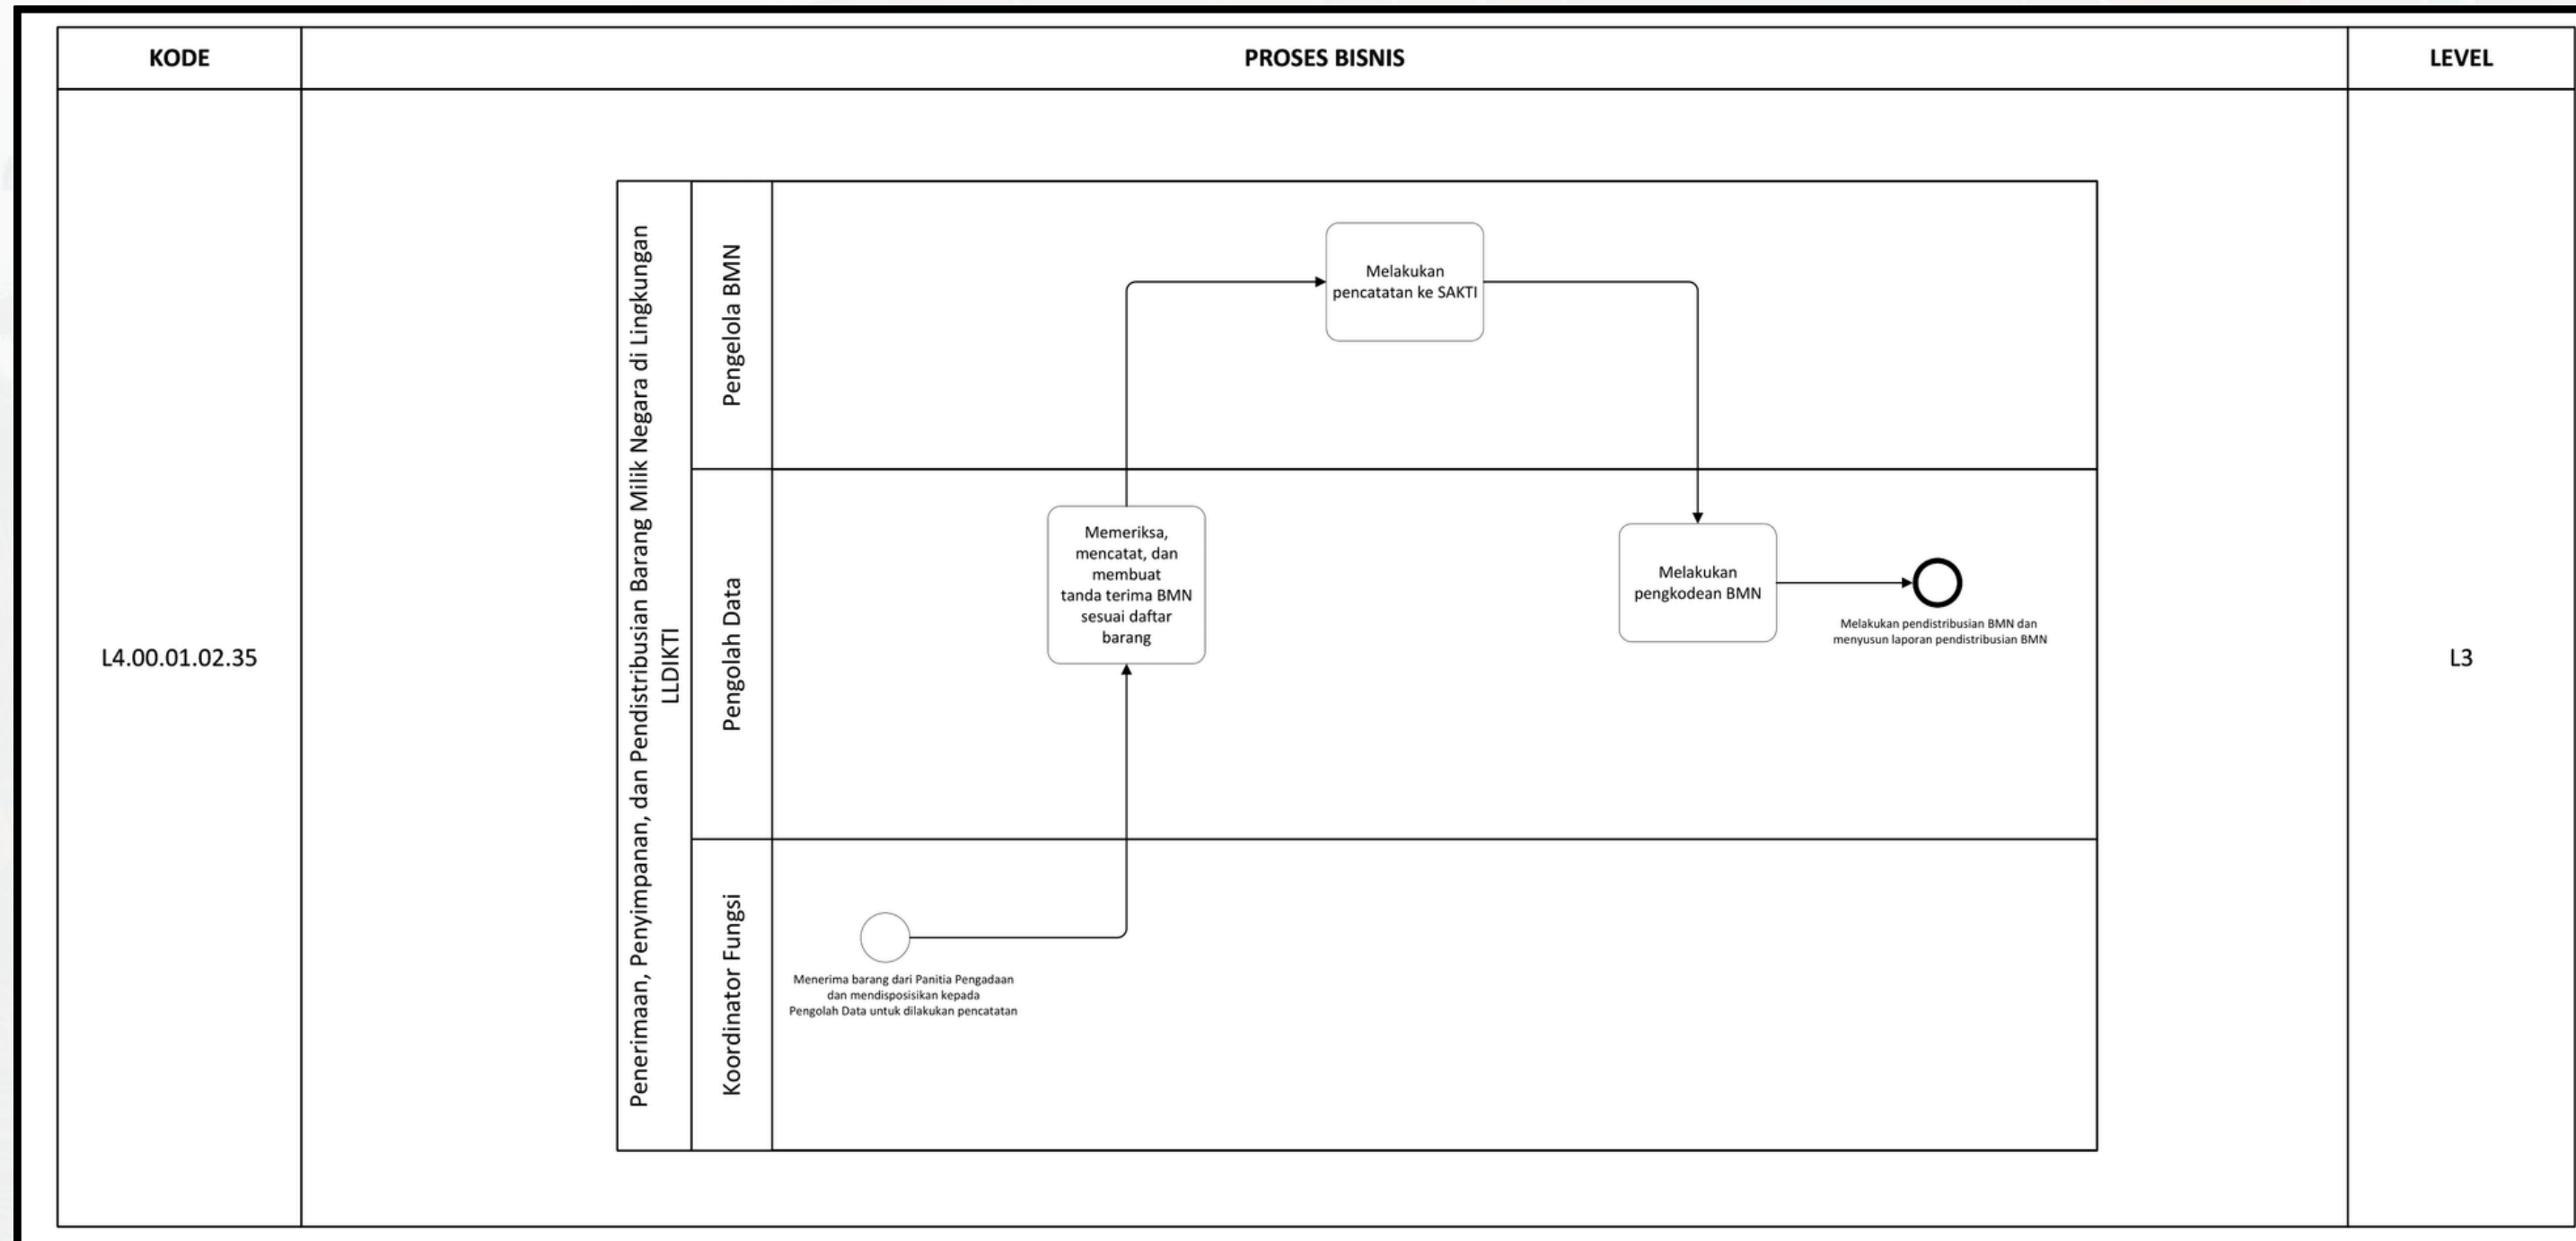 KODE
PROSES BISNIS
LEVEL
L4.00.01.02.35
Penerimaan, Penyimpanan, dan Pendistribusian Barang Milik Negara di Lingkungan
LLDIKTI
Pengelola BMN
Melakukan
pencatatan ke SAKTI
Pengolah Data
Memeriksa,
mencatat, dan
membuat
tanda terima BMN
sesuai daftar
barang
Melakukan
pengkodean BMN
Melakukan pendistribusian BMN dan
menyusun laporan pendistribusian BMN
Koordinator Fungsi
Menerima barang dari Panitia Pengadaan
dan mendisposisikan kepada
Pengolah Data untuk dilakukan pencatatan
L3